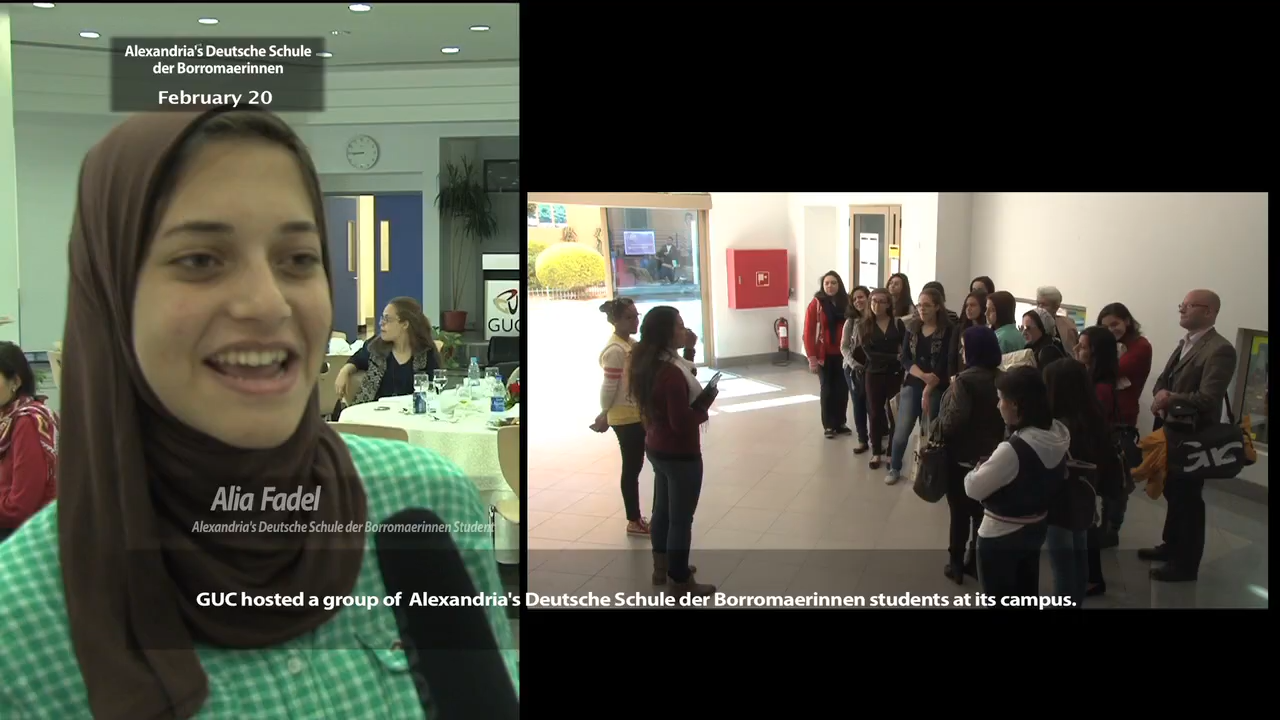 Alexandria's Deutsche Schule
der Borromaerinnen
February 20
GUC
Alia Fadel
Alexandria's Deutsche Schule der Borromaerinnen Student
GUC hosted a group of Alexandria's Deutsche Schule der Borromaerinnen students at its campus.